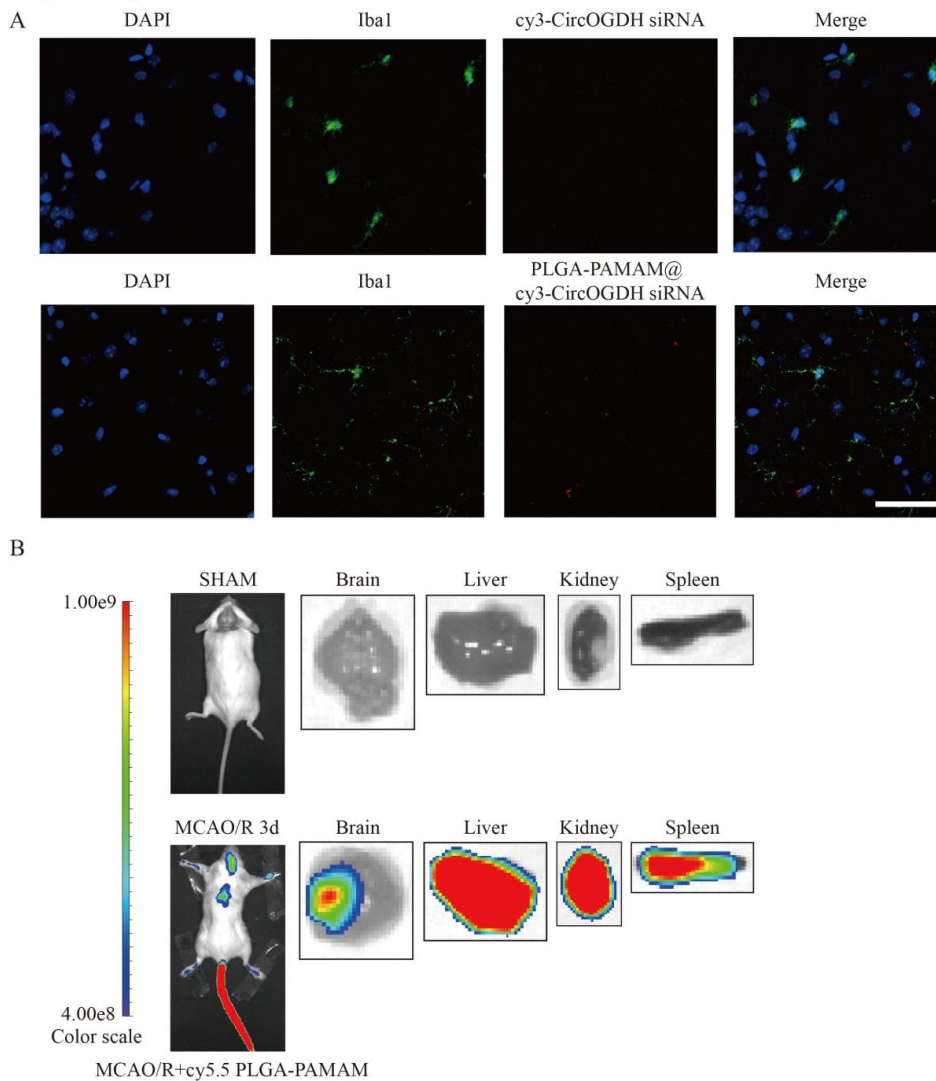 A
DAPI
Iba1
cy3-CircOGDH siRNA
Merge
DAPI
Iba1
PLGA-PAMAM@
cy3-CircOGDH siRNA
Merge
B
1.00e9
4.00e8
Color scale
SHAM
Brain
Liver
Kidney
Spleen
MCAO/R 3d
Brain
Liver
Kidney
Spleen
MCAO/R+cy5.5 PLGA-PAMAM